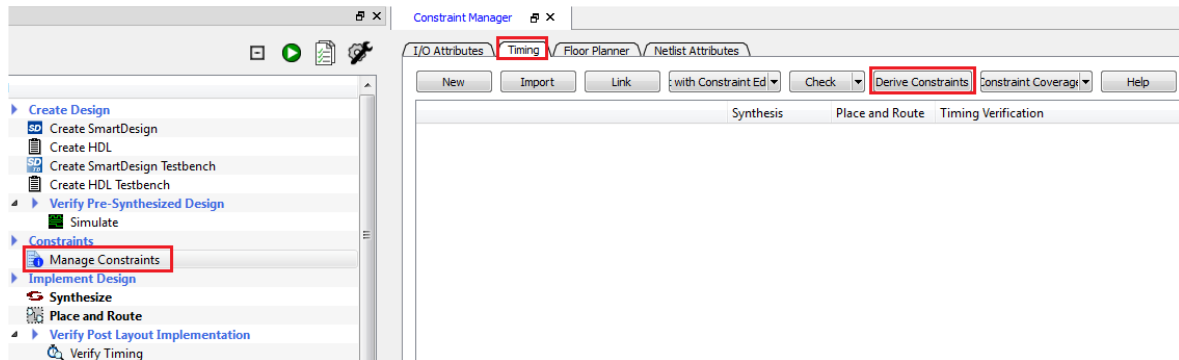 Constraint Manager
I/O Attributes Timing Floor Planner Netlist Attributes
New Import Link t with Constraint Ed Check Derive Constraints Constraint Coverage Help
Synthesis Place and Route Timing Verification
Create Design
SD Create SmartDesign
Create HDL
SD Create SmartDesign Testbench
Create HDL Testbench
Verify Pre-Synthesized Design
Simulate
Constraints
Manage Constraints
Implement Design
Synthesize
Place and Route
Verify Post Layout Implementation
Verify Timing